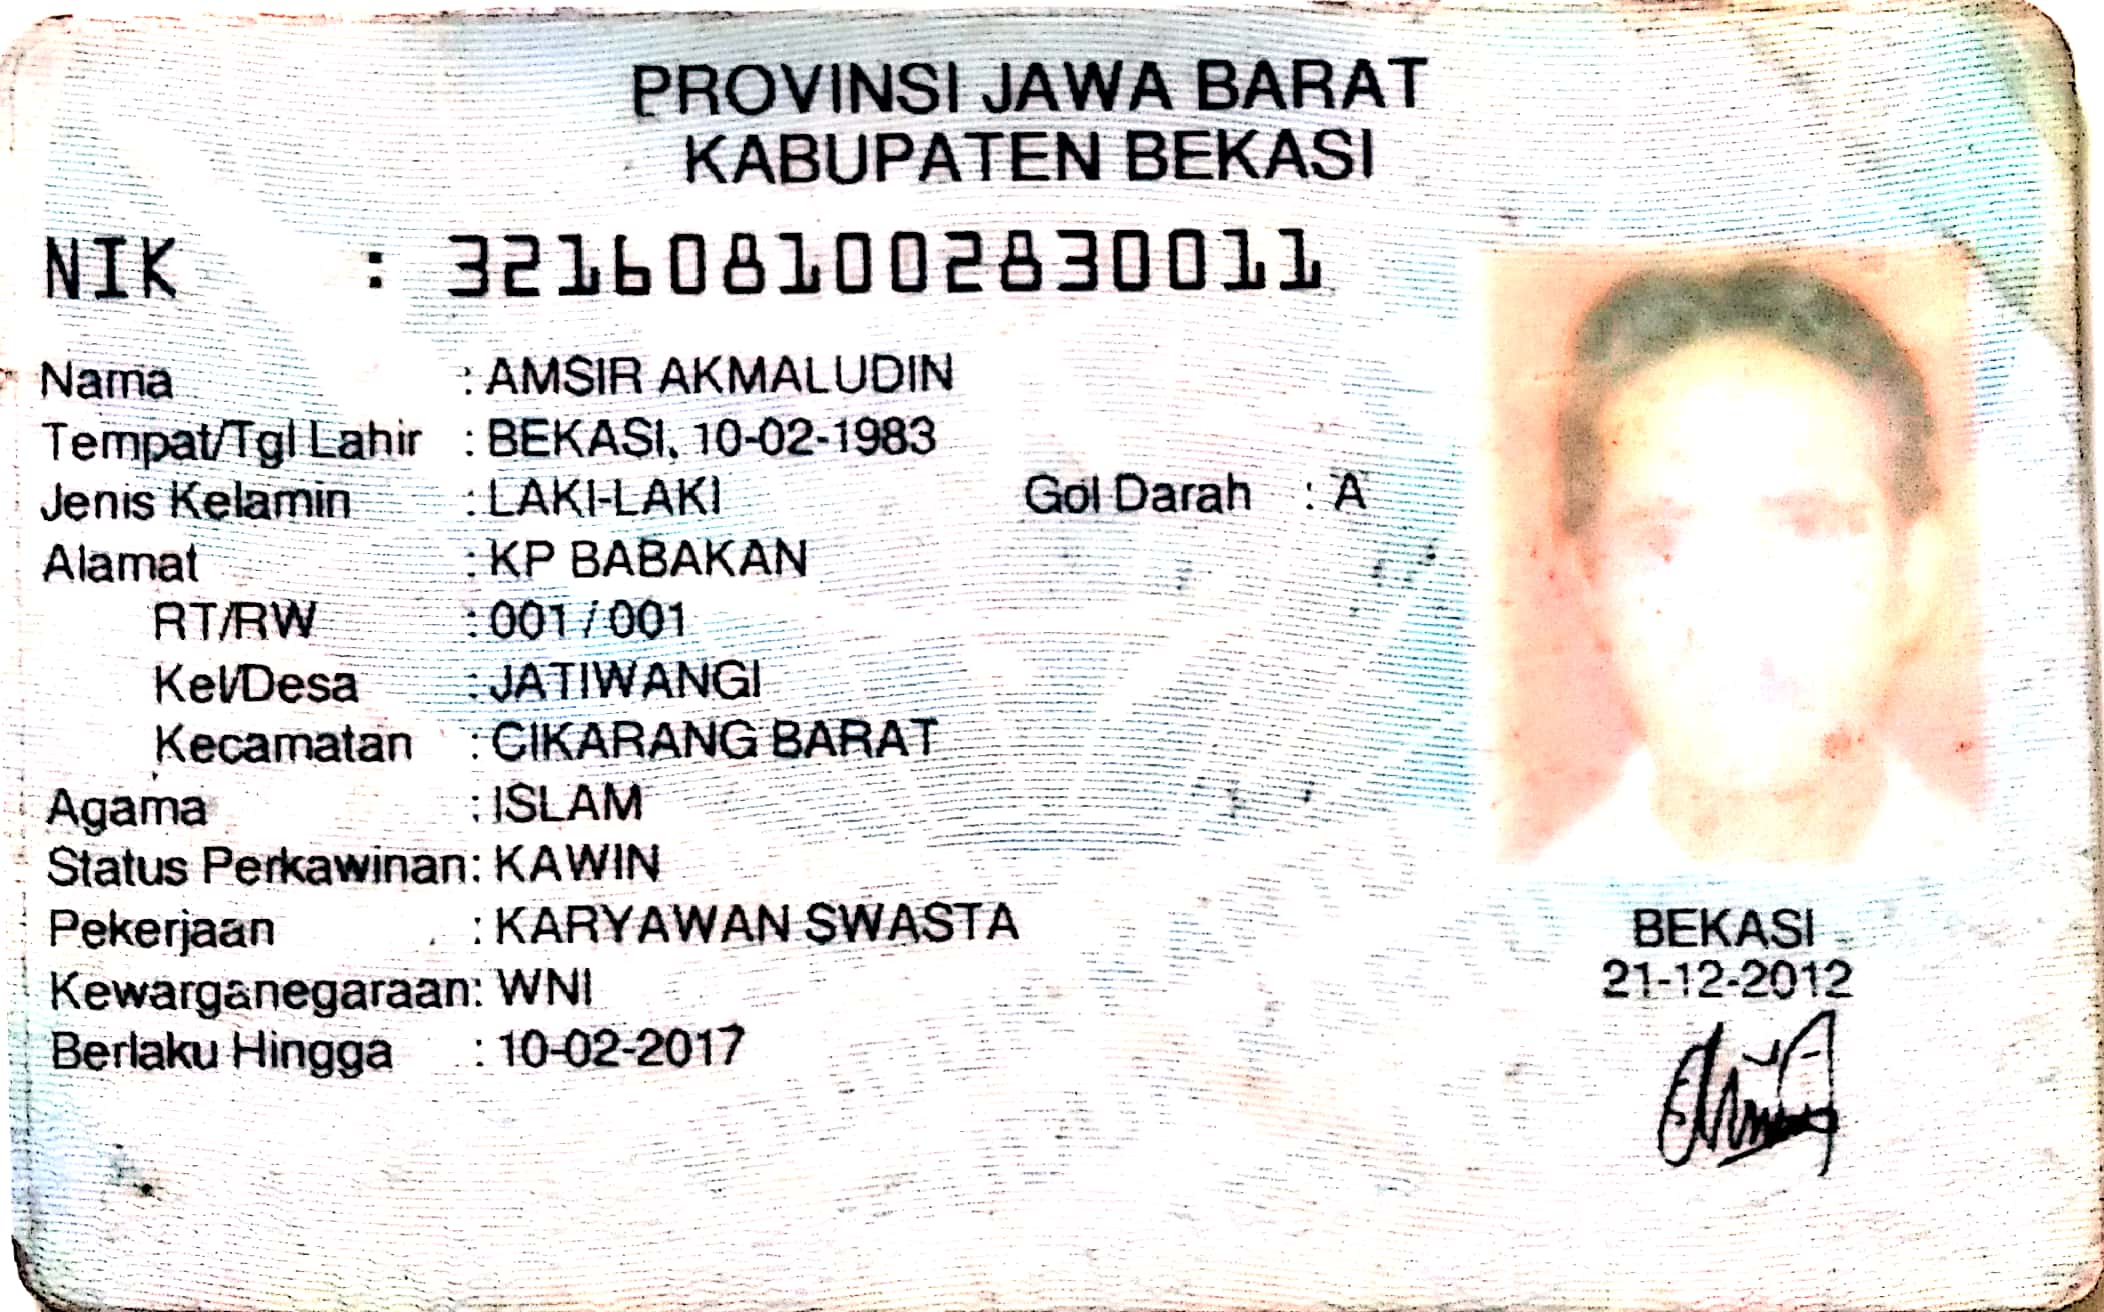 PROVINSI JAWA BARAT
KABUPATEN BEKASI
NIK : 3216081002830011
Nama : AMSIR AKMALUDIN
Tempat/Tgl Lahir : BEKASI, 10-02-1983
Jenis Kelamin : LAKI-LAKI Gol Darah : A
Alamat : KP BABAKAN
RT/RW : 001/001
Kel/Desa : JATIWANGI
Kecamatan : CIKARANG BARAT
Agama : ISLAM
Status Perkawinan: KAWIN
Pekerjaan : KARYAWAN SWASTA
Kewarganegaraan: WNI
Berlaku Hingga : 10-02-2017
BEKASI
21-12-2012